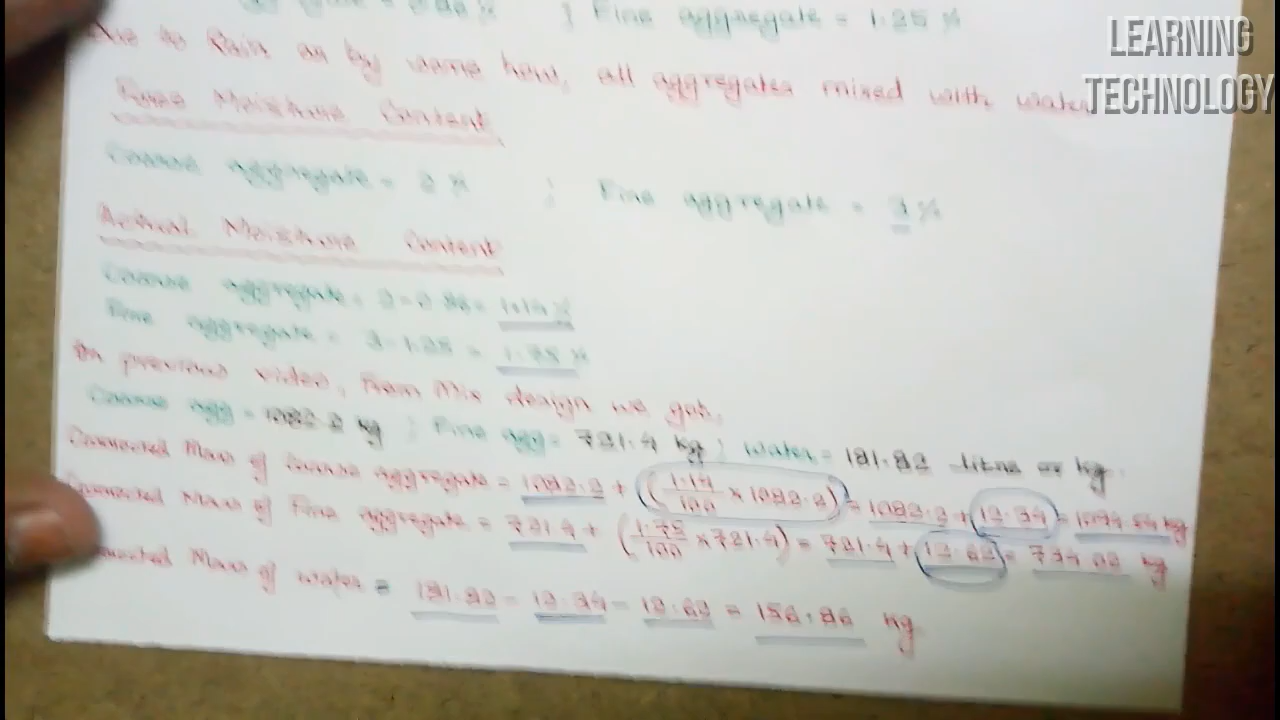 LEARNING
TECHNOLOGY
aggregate = 0.86 % ; Fine aggregate = 1.25 %
Due to Rain or by some how, all aggregates mixed with water
Free Moisture Content
Coarse aggregate = 2 % ; Fine aggregate = 3 %
Actual Moisture Content
Coarse aggregate = 2-0.86 = 1.14 %
Fine aggregate = 3-1.25 = 1.75 %
In previous video, From Mix design we got,
Coarse agg = 1082.2 kg ; Fine agg = 721.4 kg ; water = 181.82 litre or kg.
Corrected Mass of Coarse aggregate = 1082.2 + (1.14/100 × 1082.2) = 1082.2 + 12.34 = 1094.54 kg
Corrected Mass of Fine aggregate = 721.4 + (1.75/100 × 721.4) = 721.4 + 12.62 = 734.02 kg
Corrected Mass of water = 181.82 - 12.34 - 12.62 = 156.86 kg